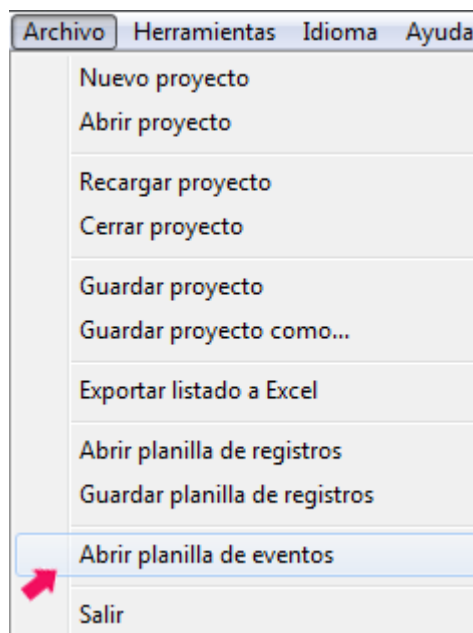 Archivo Herramientas Idioma Ayuda
Nuevo proyecto
Abrir proyecto
Recargar proyecto
Cerrar proyecto
Guardar proyecto
Guardar proyecto como...
Exportar listado a Excel
Abrir planilla de registros
Guardar planilla de registros
Abrir planilla de eventos
Salir